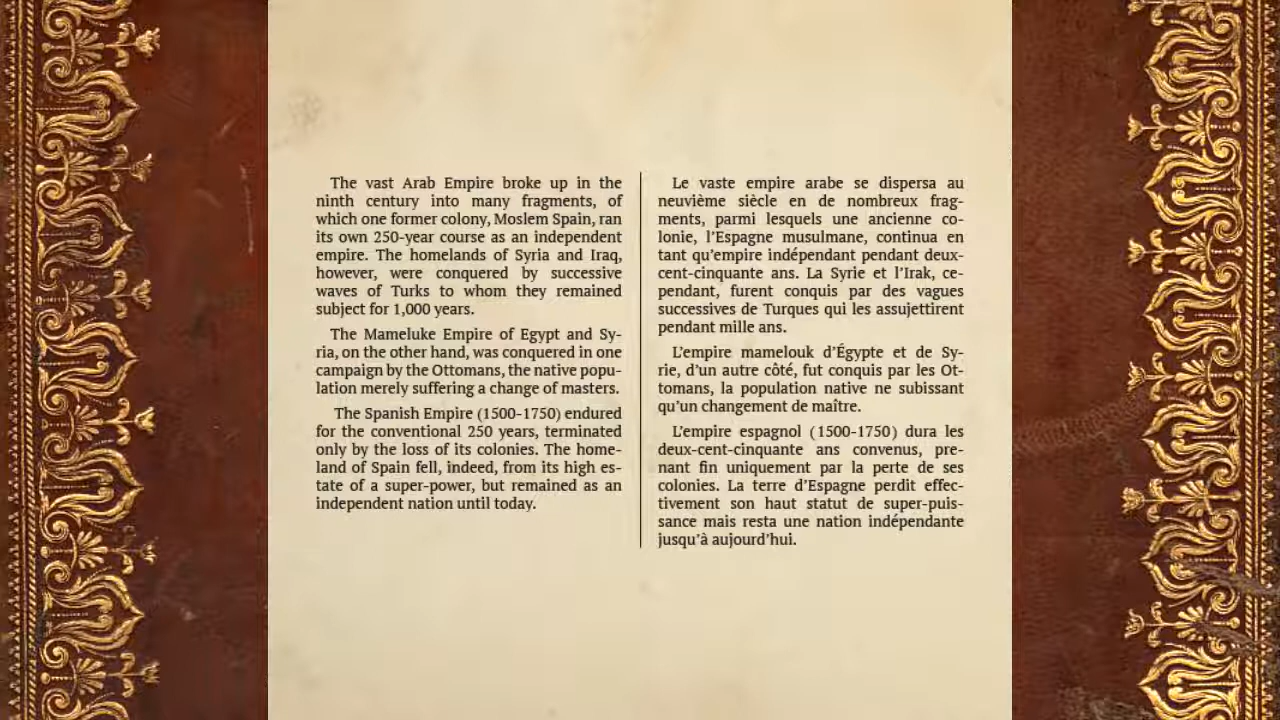 The vast Arab Empire broke up in the
ninth century into many fragments, of
which one former colony, Moslem Spain, ran
its own 250-year course as an independent
empire. The homelands of Syria and Iraq,
however, were conquered by successive
waves of Turks to whom they remained
subject for 1,000 years.
The Mameluke Empire of Egypt and Sy-
ria, on the other hand, was conquered in one
campaign by the Ottomans, the native popu-
lation merely suffering a change of masters.
The Spanish Empire (1500-1750) endured
for the conventional 250 years, terminated
only by the loss of its colonies. The home-
land of Spain fell, indeed, from its high es-
tate of a super-power, but remained as an
independent nation until today.
Le vaste empire arabe se dispersa au
neuvième siècle en de nombreux frag-
ments, parmi lesquels une ancienne co-
lonie, l’Espagne musulmane, continua en
tant qu’empire indépendant pendant deux-
cent-cinquante ans. La Syrie et l’Irak, ce-
pendant, furent conquis par des vagues
successives de Turques qui les assujettirent
pendant mille ans.
L’empire mamelouk d’Égypte et de Sy-
rie, d’un autre côté, fut conquis par les Ot-
tomans, la population native ne subissant
qu’un changement de maître.
L’empire espagnol (1500-1750) dura les
deux-cent-cinquante ans convenus, pre-
nant fin uniquement par la perte de ses
colonies. La terre d’Espagne perdit effec-
tivement son haut statut de super-puis-
sance mais resta une nation indépendante
jusqu’à aujourd’hui.